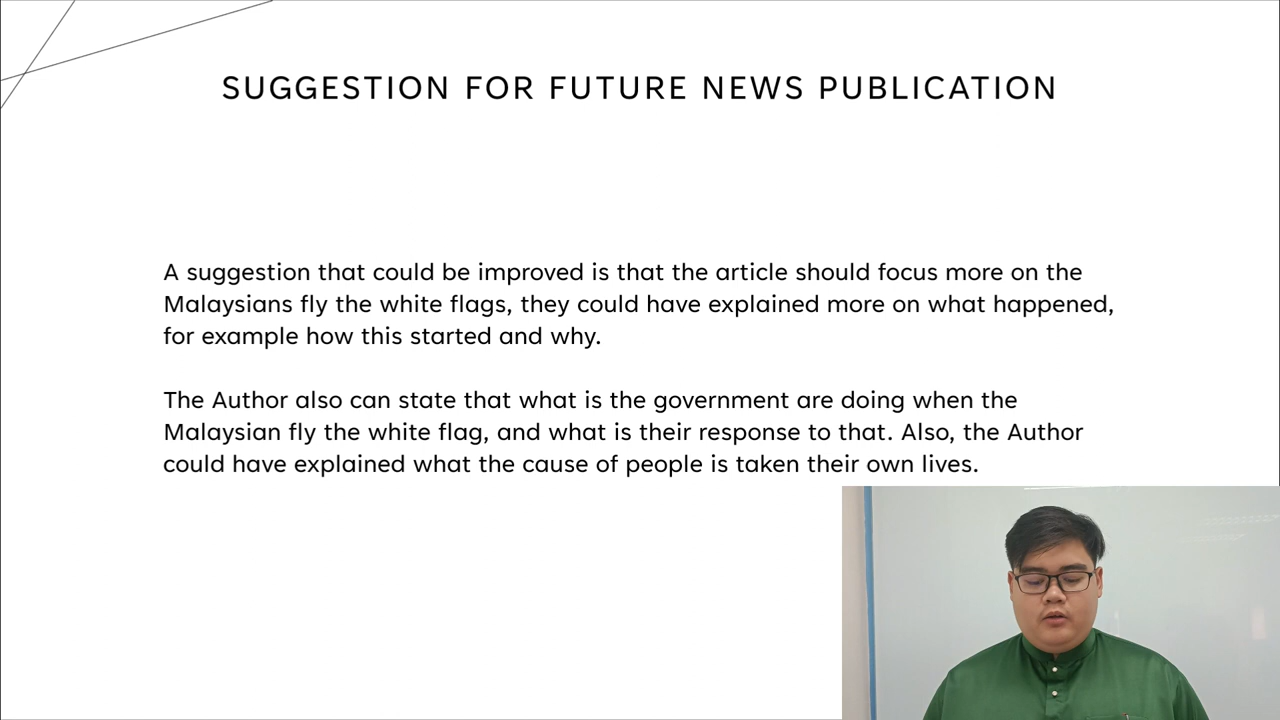 SUGGESTION FOR FUTURE NEWS PUBLICATION
A suggestion that could be improved is that the article should focus more on the
Malaysians fly the white flags, they could have explained more on what happened,
for example how this started and why.
The Author also can state that what is the government are doing when the
Malaysian fly the white flag, and what is their response to that. Also, the Author
could have explained what the cause of people is taken their own lives.